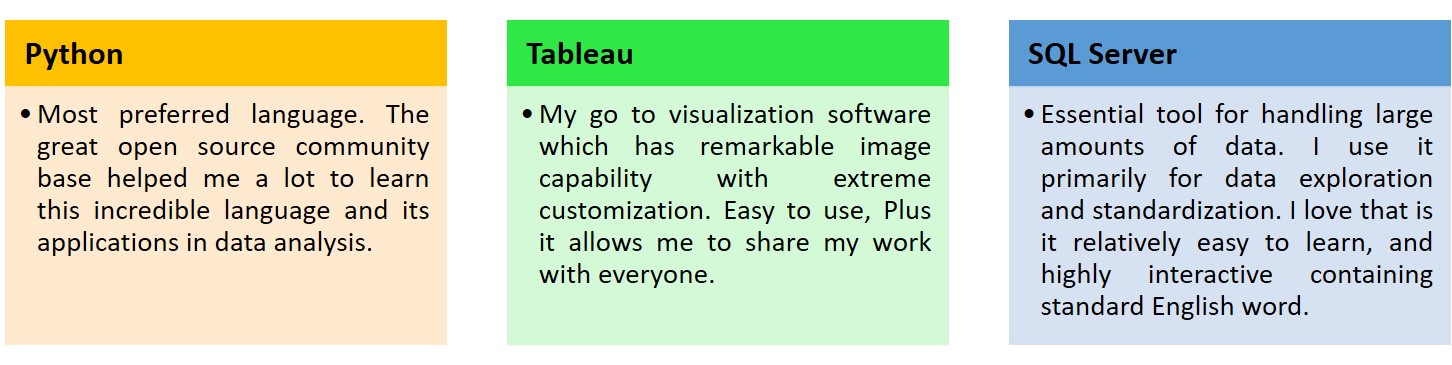 Python
• Most preferred language. The
great open source community
base helped me a lot to learn
this incredible language and its
applications in data analysis.
Tableau
• My go to visualization software
which has remarkable image
capability with extreme
customization. Easy to use, Plus
it allows me to share my work
with everyone.
SQL Server
• Essential tool for handling large
amounts of data. I use it
primarily for data exploration
and standardization. I love that is
it relatively easy to learn, and
highly interactive containing
standard English word.